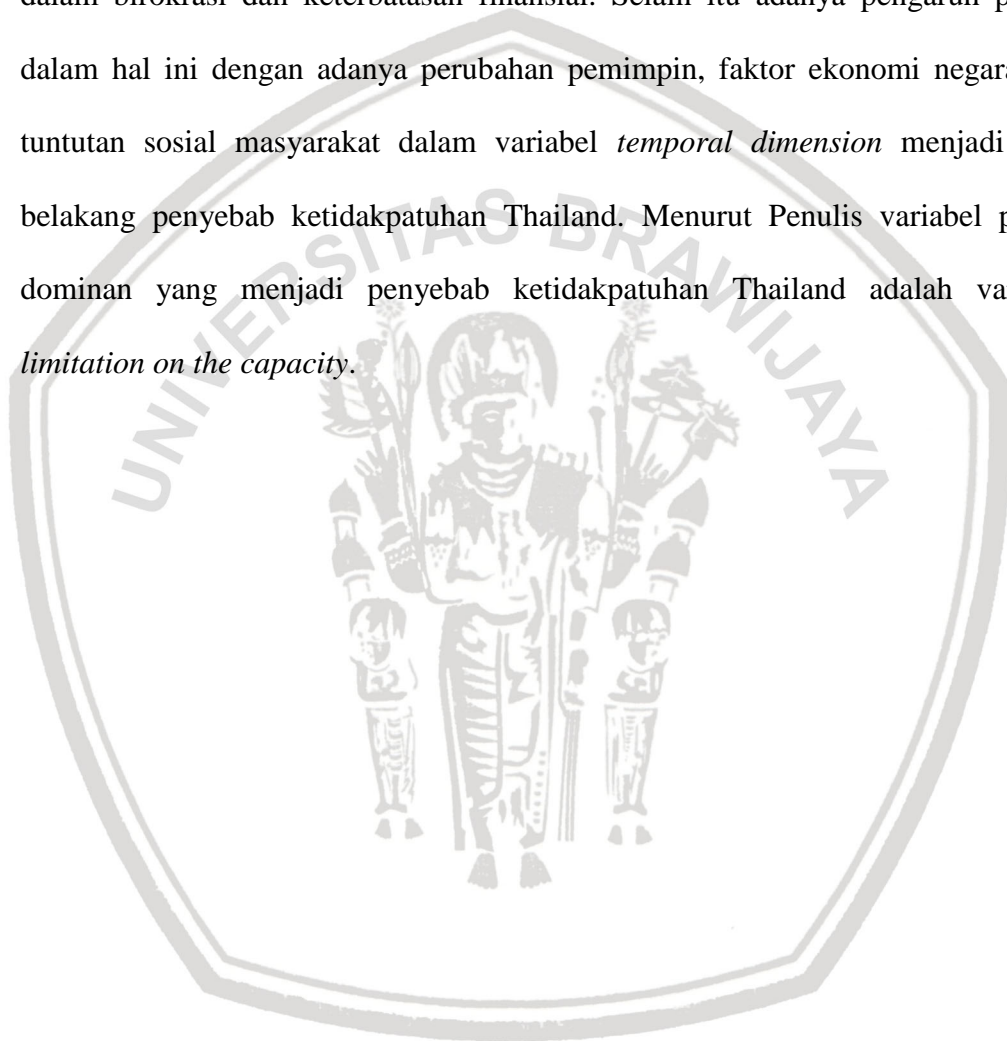 dalam birokrasi dan keterbatasan finansial. Selain itu adanya pengaruh
dalam hal ini dengan adanya perubahan pemimpin, faktor ekonomi negara
tuntutan sosial masyarakat dalam variabel temporal dimension menjadi
belakang penyebab ketidakpatuhan Thailand. Menurut Penulis variabel
dominan yang menjadi penyebab ketidakpatuhan Thailand adalah
limitation on the capacity.
UNIVERSITAS BRAWIJAYA